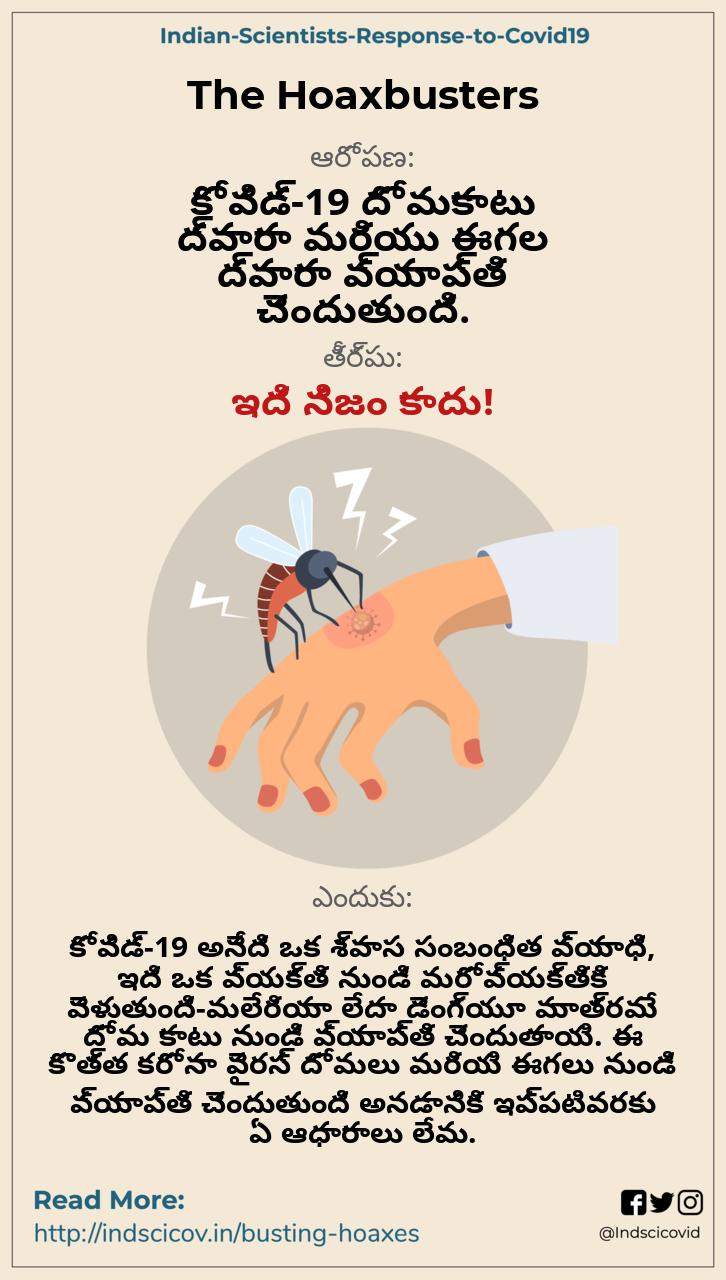 Indian-Scientists-Response-to-Covid19
The Hoaxbusters
ఆరోపణ:
కోవిడ్-19 దోమకాటు
ద్వారా మరియు ఈగల
ద్వారా వ్యాప్తి
చెందుతుంది.
తీర్పు:
ఇది నిజం కాదు!
ఎందుకు:
కోవిడ్-19 అనేది ఒక శ్వాస సంబంధిత వ్యాధి,
ఇది ఒక వ్యక్తి నుండి మరోవ్యక్తికి
వెళుతుంది-మలేరియా లేదా డెంగ్యూ మాత్రమే
దోమ కాటు నుండి వ్యాప్తి చెందుతాయి. ఈ
కొత్త కరోనా వైరస్ దోమలు మరియి ఈగలు నుండి
వ్యాప్తి చెందుతుంది అనడానికి ఇప్పటివరకు
ఏ ఆధారాలు లేవు.
Read More:
http://indscicov.in/busting-hoaxes
@Indscicovid